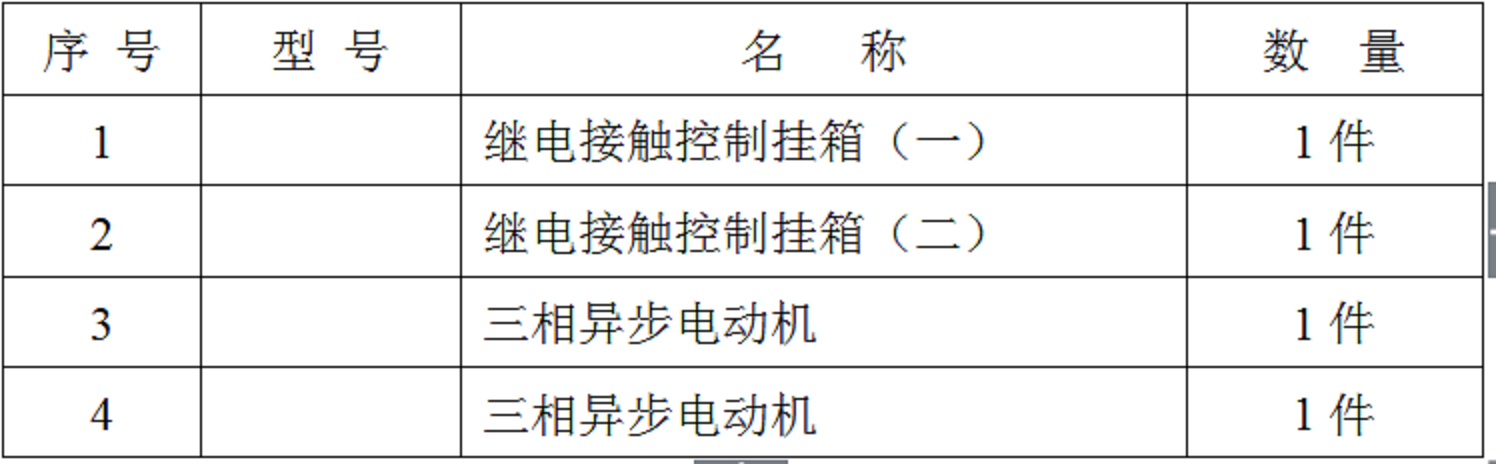 序 号 型 号 名 称 数 量
1 继电接触控制挂箱（一） 1 件
2 继电接触控制挂箱（二） 1 件
3 三相异步电动机 1 件
4 三相异步电动机 1 件